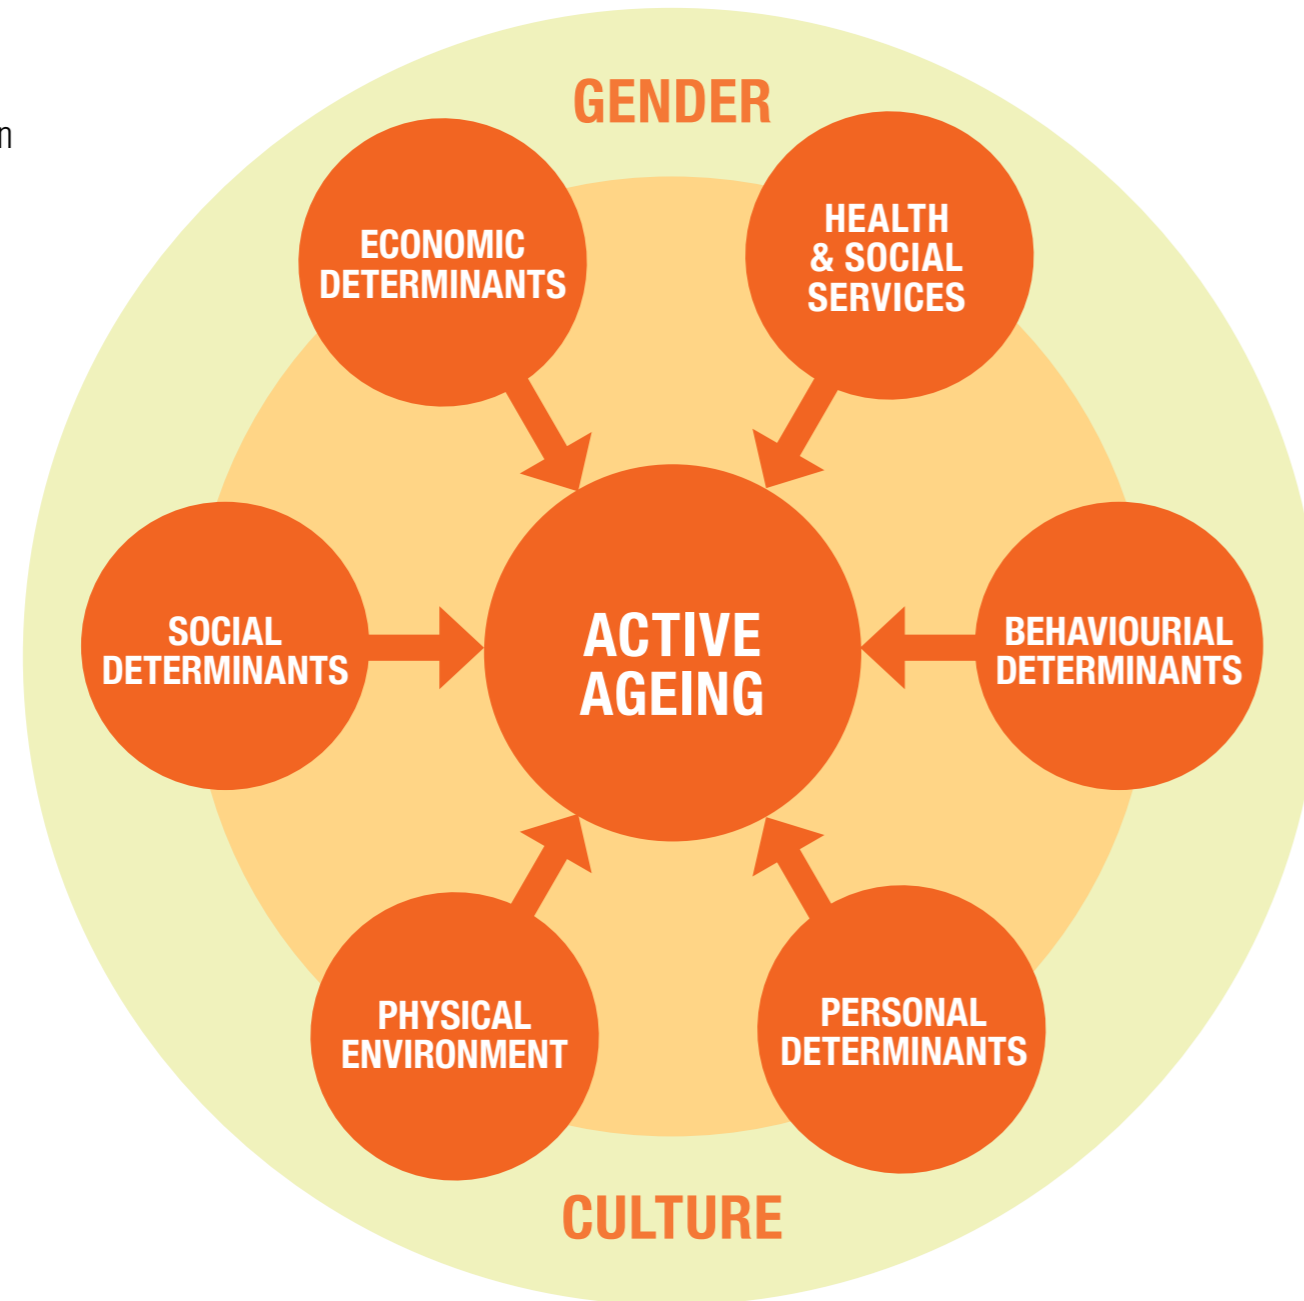 GENDER
n
ECONOMIC
DETERMINANTS
HEALTH
& SOCIAL
SERVICES
SOCIAL
DETERMINANTS
ACTIVE
AGEING
BEHAVIOURIAL
DETERMINANTS
PHYSICAL
ENVIRONMENT
PERSONAL
DETERMINANTS
CULTURE